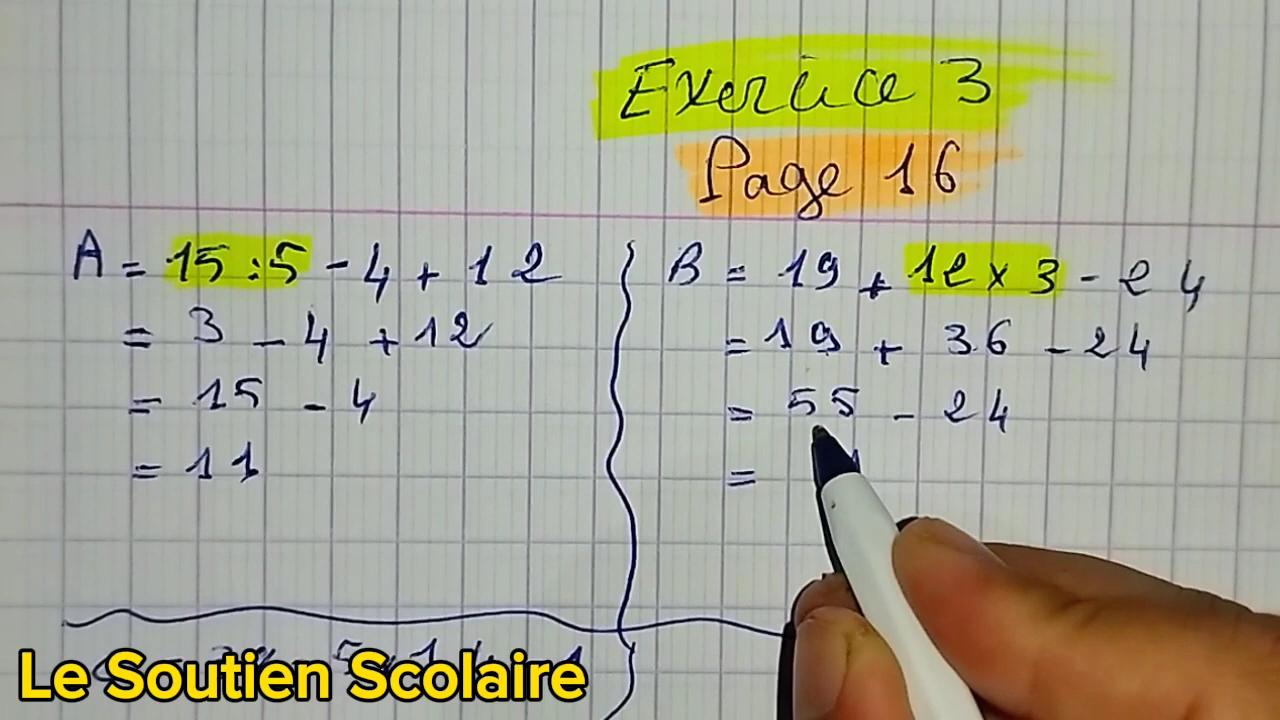 Exercice 3
Page 16
A = 15 : 5 - 4 + 12
= 3 - 4 + 12
= 15 - 4
= 11
B = 19 + 12 x 3 - 24
= 19 + 36 - 24
= 55 - 24
=
Le Soutien Scolaire